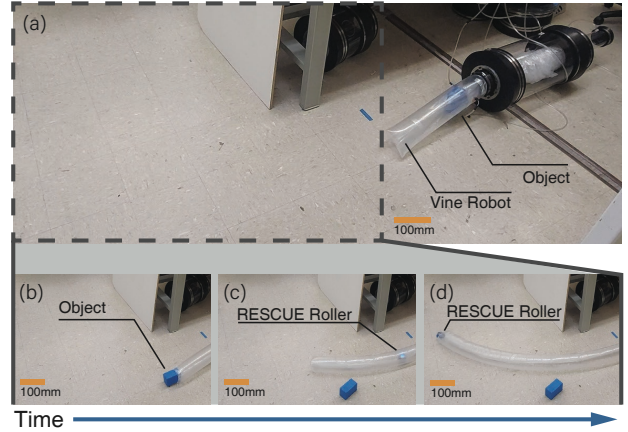 (a)
Object
Vine Robot
100mm
(b)
Object
100mm
(c)
RESCUE Roller
100mm
(d)
RESCUE Roller
100mm
Time